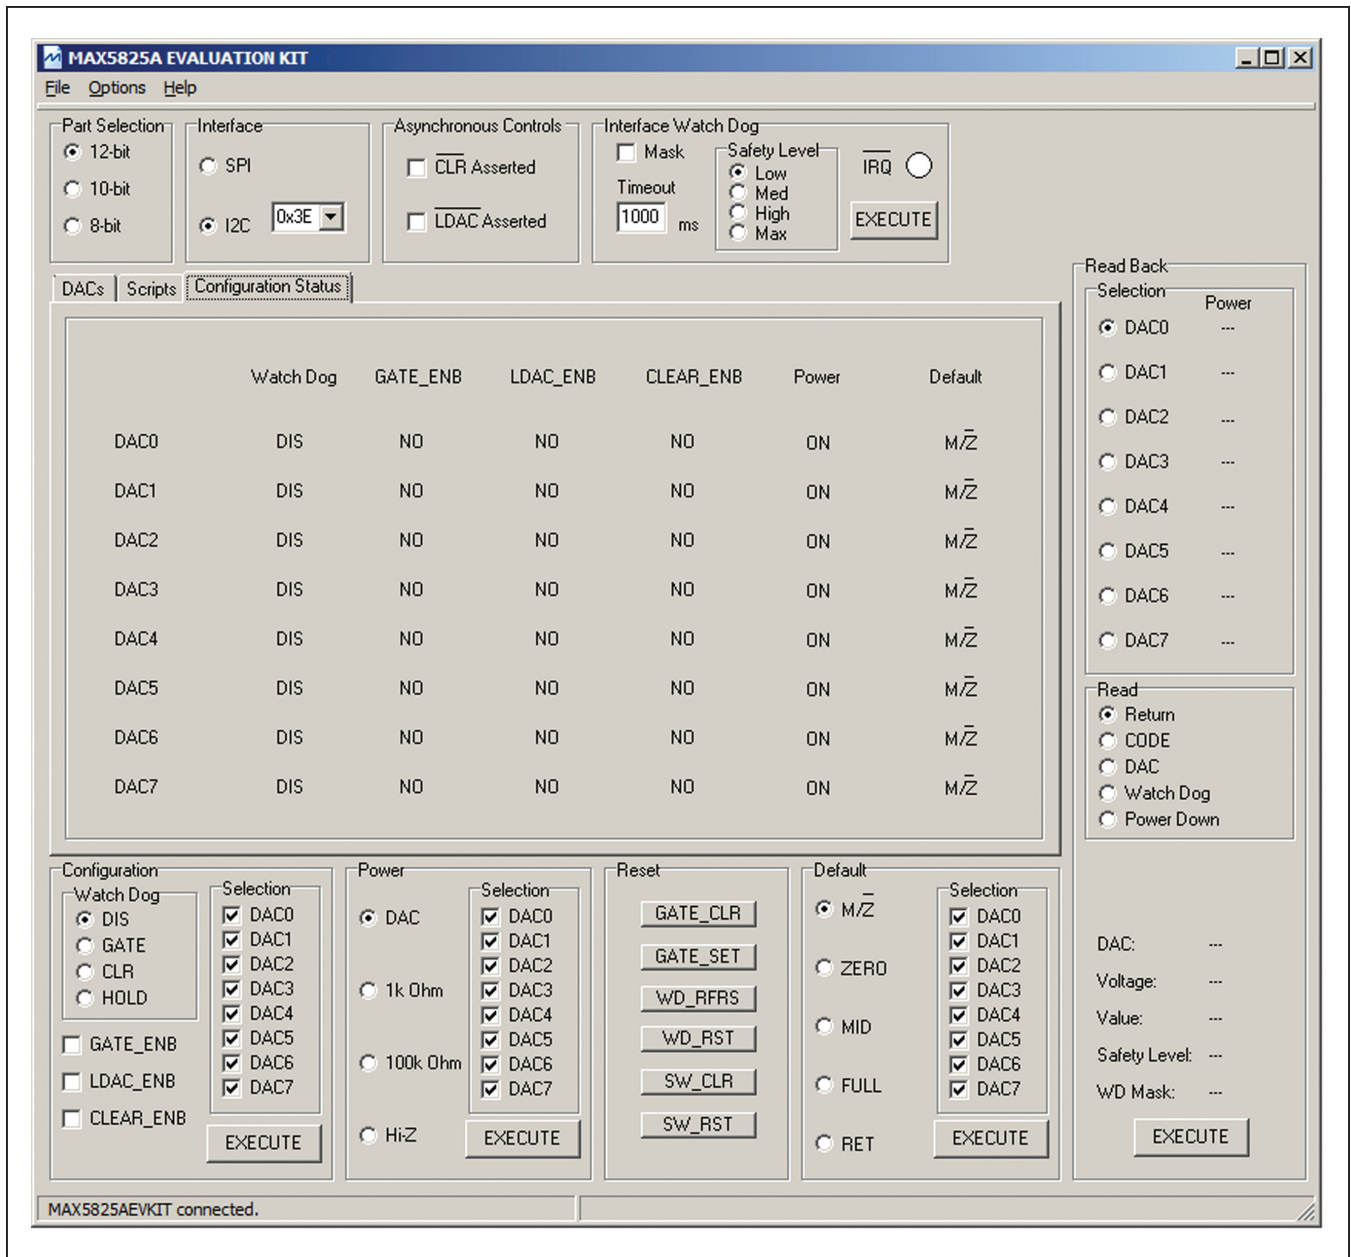 MAX5825A EVALUATION KIT
File Options Help
Part Selection
12-bit
10-bit
8-bit
Interface
SPI
I2C 0x3E
Asynchronous Controls
C̅L̅R̅ Asserted
L̅D̅A̅C̅ Asserted
Interface Watch Dog
Mask
Timeout
1000 ms
Safety Level
Low
Med
High
Max
I̅R̅Q̅
EXECUTE
DACs Scripts Configuration Status
Watch Dog GATE_ENB LDAC_ENB CLEAR_ENB Power Default
DAC0 DIS NO NO NO ON M/Z̅
DAC1 DIS NO NO NO ON M/Z̅
DAC2 DIS NO NO NO ON M/Z̅
DAC3 DIS NO NO NO ON M/Z̅
DAC4 DIS NO NO NO ON M/Z̅
DAC5 DIS NO NO NO ON M/Z̅
DAC6 DIS NO NO NO ON M/Z̅
DAC7 DIS NO NO NO ON M/Z̅
Configuration
Watch Dog
DIS
GATE
CLR
HOLD
GATE_ENB
LDAC_ENB
CLEAR_ENB
Selection
DAC0
DAC1
DAC2
DAC3
DAC4
DAC5
DAC6
DAC7
EXECUTE
Power
DAC
1k Ohm
100k Ohm
Hi-Z
Selection
DAC0
DAC1
DAC2
DAC3
DAC4
DAC5
DAC6
DAC7
EXECUTE
Reset
GATE_CLR
GATE_SET
WD_RFRS
WD_RST
SW_CLR
SW_RST
Default
M/Z̅
ZERO
MID
FULL
RET
Selection
DAC0
DAC1
DAC2
DAC3
DAC4
DAC5
DAC6
DAC7
EXECUTE
Read Back
Selection Power
DAC0 ---
DAC1 ---
DAC2 ---
DAC3 ---
DAC4 ---
DAC5 ---
DAC6 ---
DAC7 ---
Read
Return
CODE
DAC
Watch Dog
Power Down
DAC: ---
Voltage: ---
Value: ---
Safety Level: ---
WD Mask: ---
EXECUTE
MAX5825AEVKIT connected.